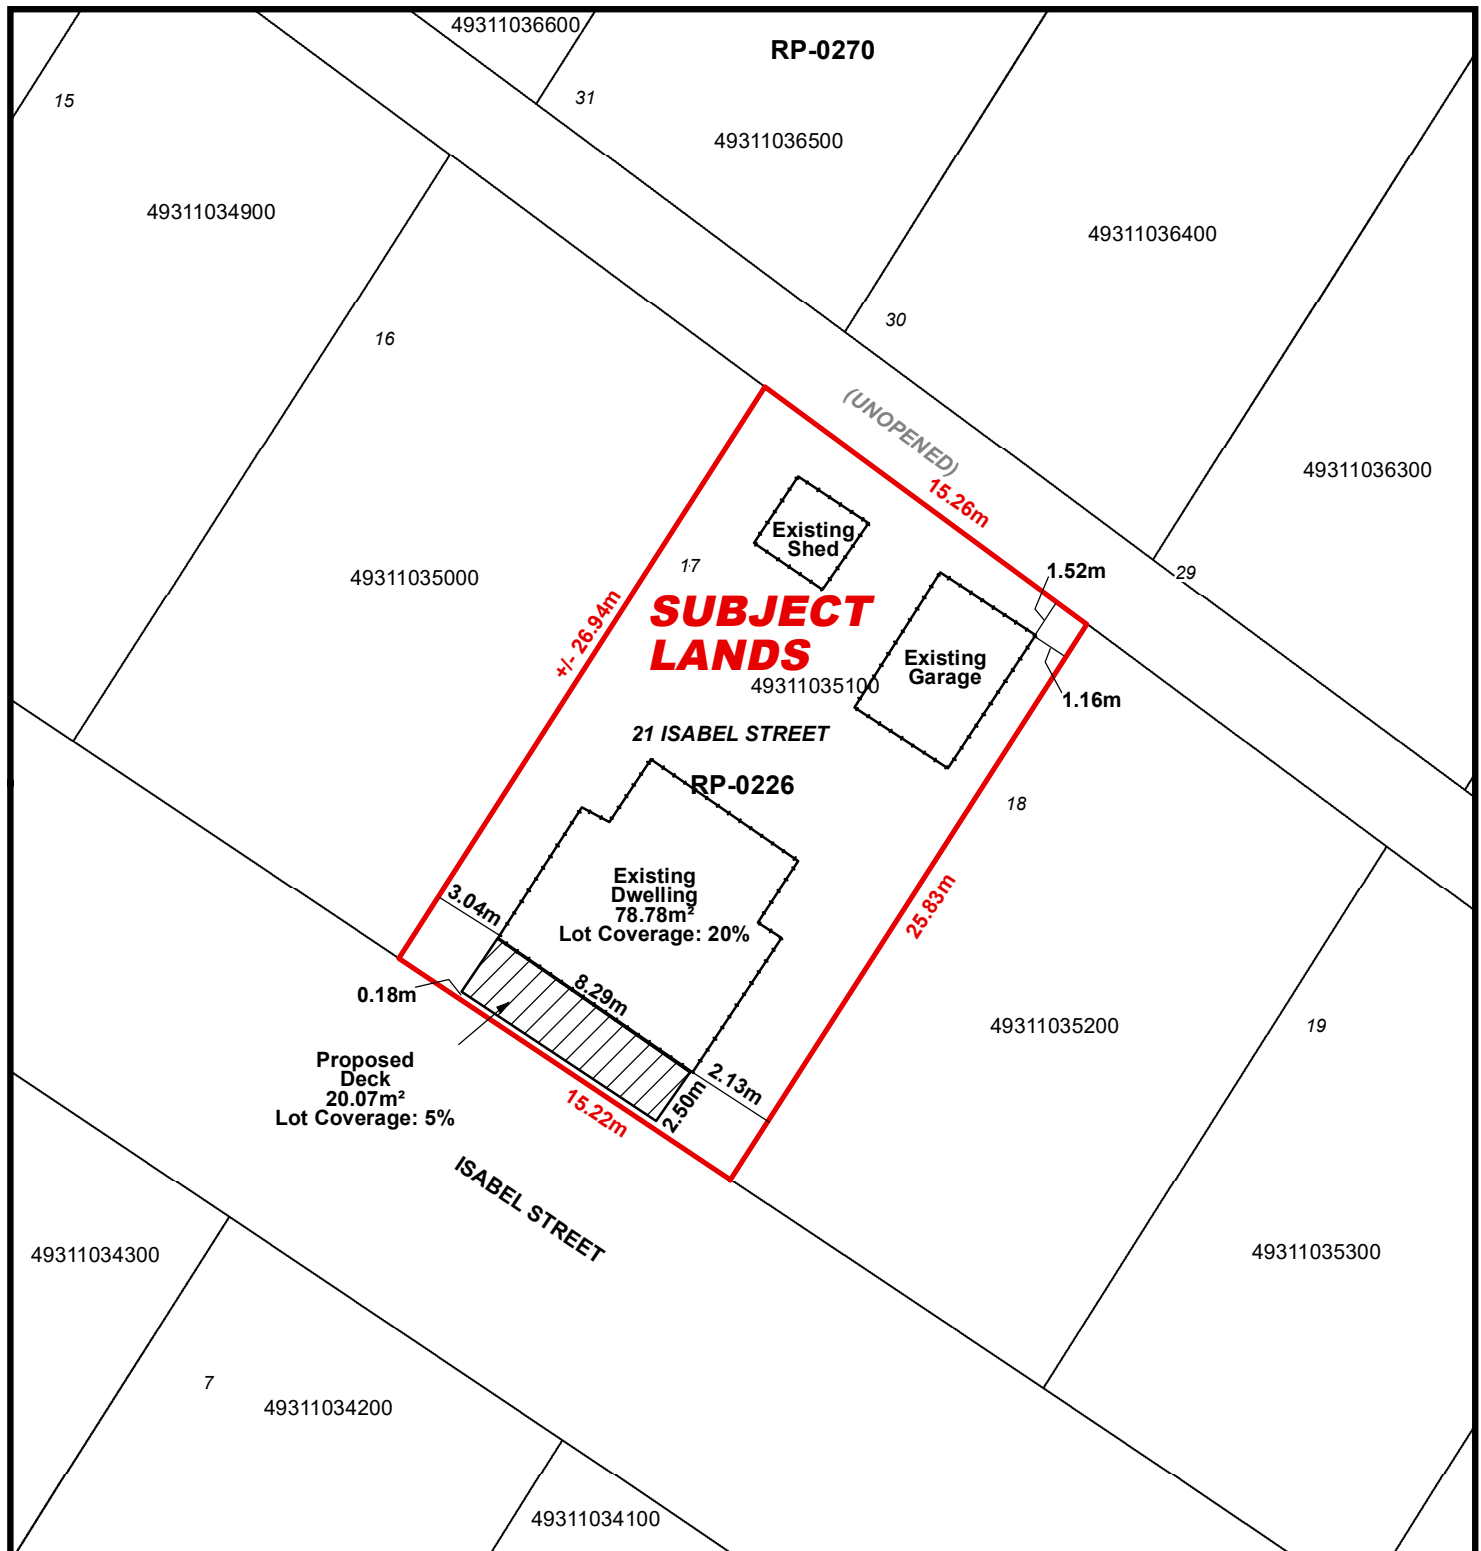 49311036600
RP-0270
31
15
49311036500
49311034900
49311036400
30
16
(UNOPENED)
49311036300
15.26m
Existing
Shed
17
1.52m
29
49311035000
+/- 26.94m
SUBJECT
LANDS
Existing
Garage
49311035100
1.16m
21 ISABEL STREET
RP-0226
18
Existing
Dwelling
78.78m²
Lot Coverage: 20%
3.04m
25.83m
0.18m
8.29m
49311035200
19
Proposed
Deck
20.07m²
Lot Coverage: 5%
2.13m
2.50m
15.22m
ISABEL STREET
49311034300
49311035300
7
49311034200
49311034100